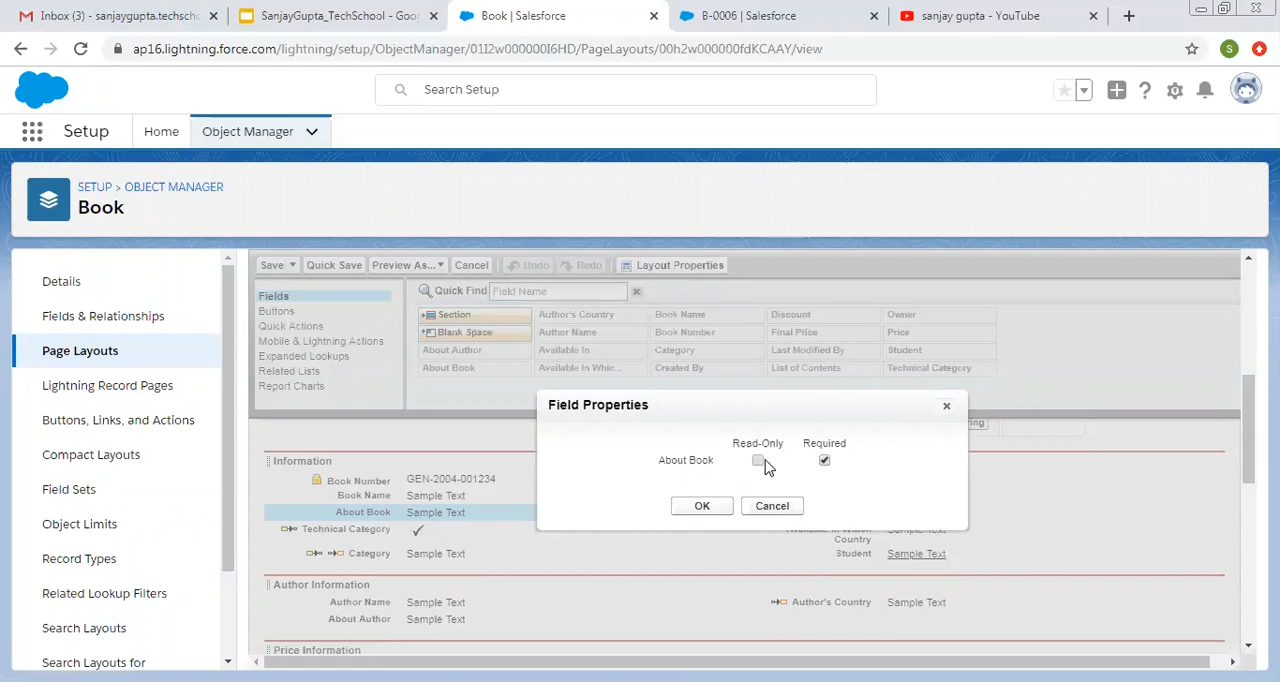 Inbox (3) - sanjaygupta.techscho
SanjayGupta_TechSchool - Goo
Book | Salesforce
B-0006 | Salesforce
sanjay gupta - YouTube
ap16.lightning.force.com/lightning/setup/ObjectManager/01I2w000000I6HD/PageLayouts/00h2w000000fdKCAAY/view
S
Search Setup
Setup
Home
Object Manager
SETUP > OBJECT MANAGER
Book
Details
Fields & Relationships
Page Layouts
Lightning Record Pages
Buttons, Links, and Actions
Compact Layouts
Field Sets
Object Limits
Record Types
Related Lookup Filters
Search Layouts
Search Layouts for
Save Quick Save Preview As... Cancel Undo Redo Layout Properties
Fields
Buttons
Quick Actions
Mobile & Lightning Actions
Expanded Lookups
Related Lists
Report Charts
Quick Find Field Name
Section Author's Country Book Name Discount Owner
Blank Space Author Name Book Number Final Price Price
About Author Available In Category Last Modified By Student
About Book Available In Whic... Created By List of Contents Technical Category
Field Properties
Read-Only Required
About Book
OK Cancel
Information
Book Number GEN-2004-001234
Book Name Sample Text
About Book Sample Text
Technical Category
Category Sample Text
Country
Student Sample Text
Author Information
Author Name Sample Text
Author's Country Sample Text
About Author Sample Text
Price Information